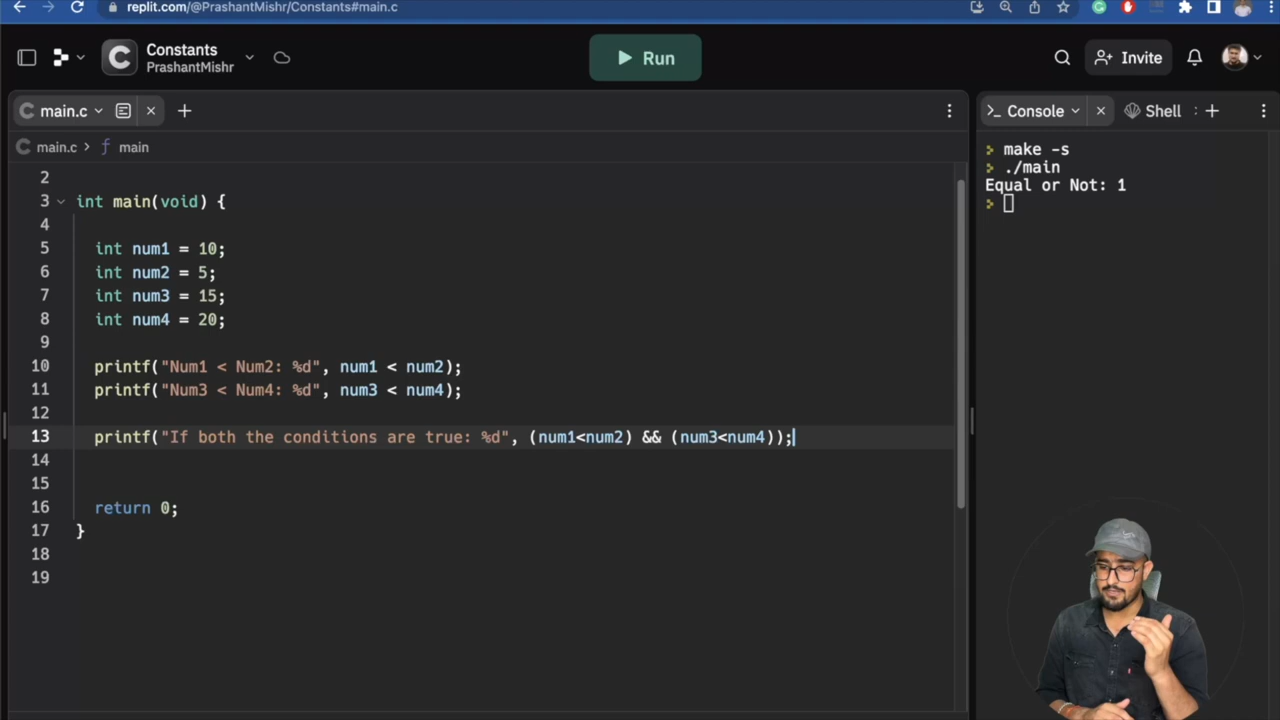 replit.com/@PrashantMishr/Constants#main.c
Constants
PrashantMishr
Run
Invite
main.c
main.c > ƒ main
2
3 int main(void) {
4
5 int num1 = 10;
6 int num2 = 5;
7 int num3 = 15;
8 int num4 = 20;
9
10 printf("Num1 < Num2: %d", num1 < num2);
11 printf("Num3 < Num4: %d", num3 < num4);
12
13 printf("If both the conditions are true: %d", (num1<num2) && (num3<num4));
14
15
16 return 0;
17 }
18
19
Console
Shell
make -s
./main
Equal or Not: 1